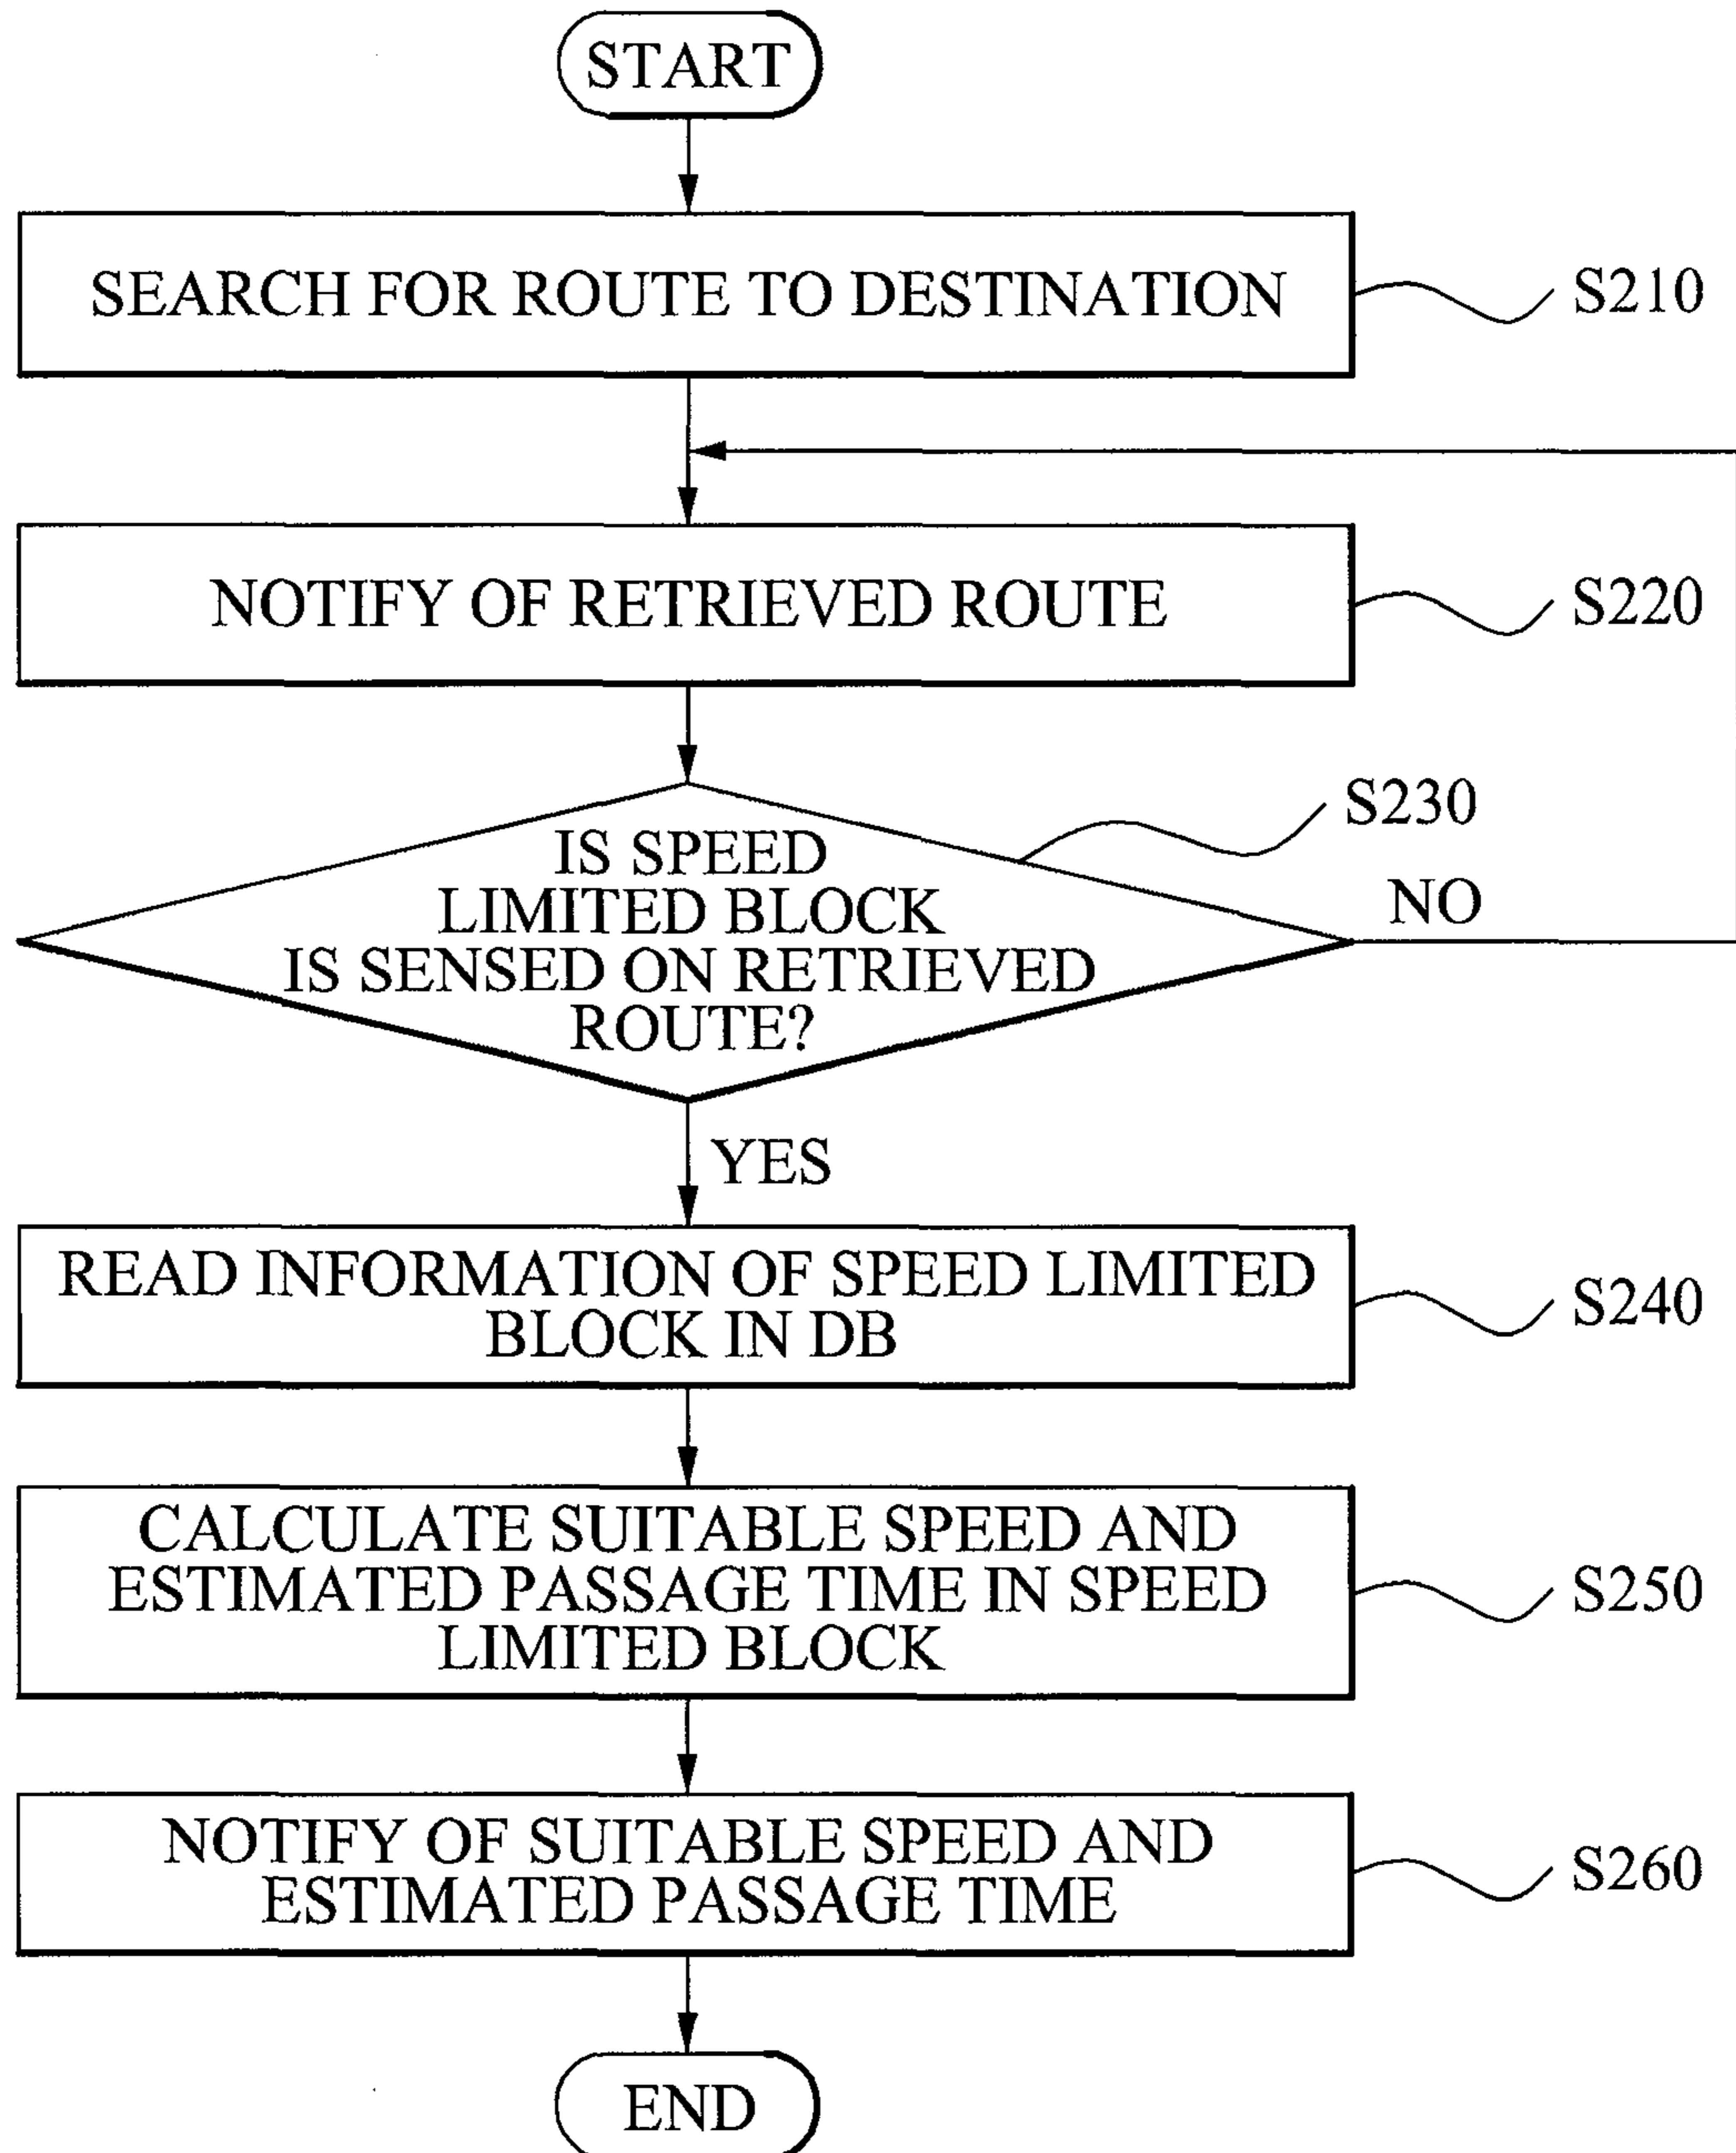 START
SEARCH FOR ROUTE TO DESTINATION
S210
NOTIFY OF RETRIEVED ROUTE
S220
IS SPEED
LIMITED BLOCK
IS SENSED ON RETRIEVED
ROUTE?
S230
NO
YES
READ INFORMATION OF SPEED LIMITED
BLOCK IN DB
S240
CALCULATE SUITABLE SPEED AND
ESTIMATED PASSAGE TIME IN SPEED
LIMITED BLOCK
S250
NOTIFY OF SUITABLE SPEED AND
ESTIMATED PASSAGE TIME
S260
END